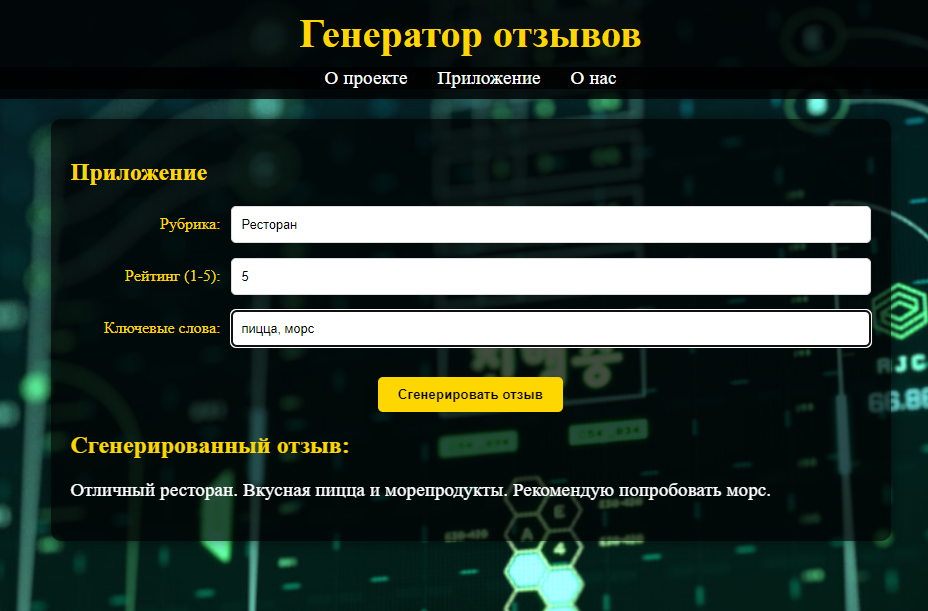 Генератор отзывов
О проекте Приложение О нас
Приложение
Рубрика: Ресторан
Рейтинг (1-5): 5
Ключевые слова: пицца, морс
Сгенерировать отзыв
Сгенерированный отзыв:
Отличный ресторан. Вкусная пицца и морепродукты. Рекомендую попробовать морс.